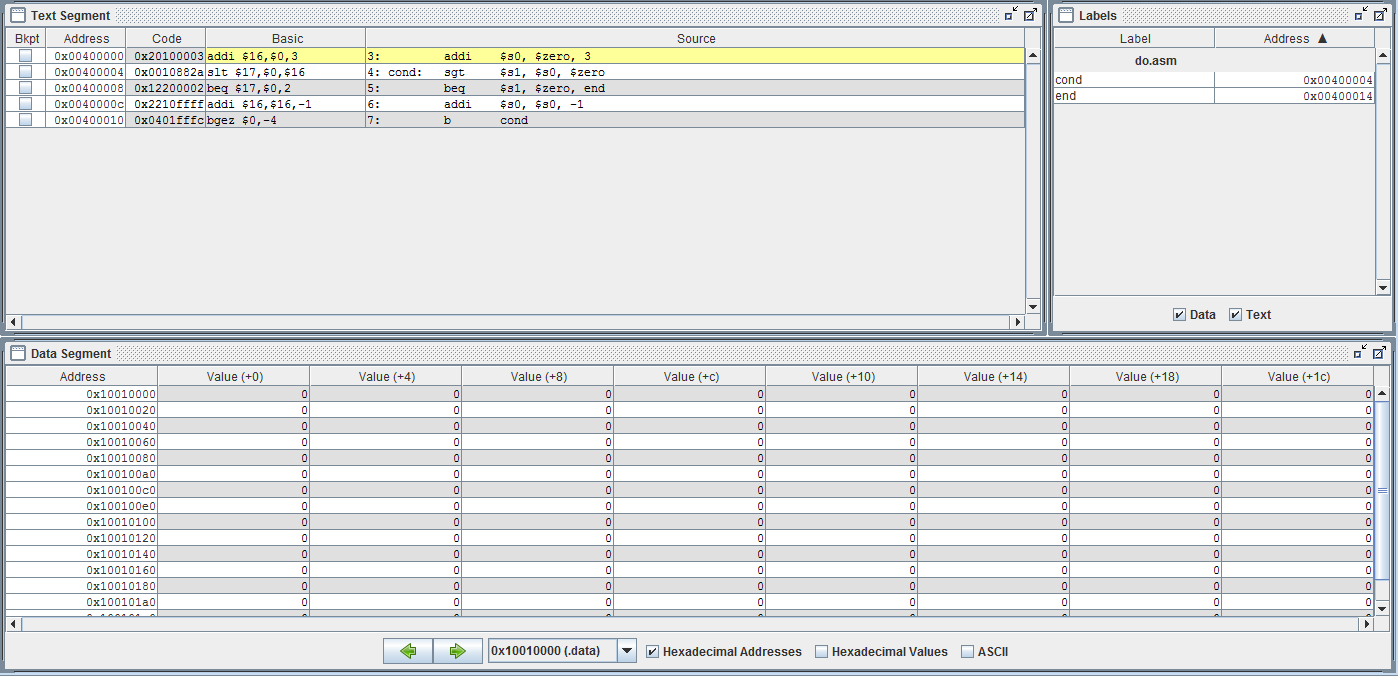 Text Segment
Bkpt Address Code Basic Source
0x00400000 0x20100003 addi $16,$0,3 3: addi $s0, $zero, 3
0x00400004 0x0010882a slt $17,$0,$16 4: cond: sgt $s1, $s0, $zero
0x00400008 0x12200002 beq $17,$0,2 5: beq $s1, $zero, end
0x0040000c 0x2210ffff addi $16,$16,-1 6: addi $s0, $s0, -1
0x00400010 0x0401fffc bgez $0,-4 7: b cond
Labels
Label Address ▲
do.asm
cond 0x00400004
end 0x00400014
Data Text
Data Segment
Address Value (+0) Value (+4) Value (+8) Value (+c) Value (+10) Value (+14) Value (+18) Value (+1c)
0x10010000 0 0 0 0 0 0 0 0
0x10010020 0 0 0 0 0 0 0 0
0x10010040 0 0 0 0 0 0 0 0
0x10010060 0 0 0 0 0 0 0 0
0x10010080 0 0 0 0 0 0 0 0
0x100100a0 0 0 0 0 0 0 0 0
0x100100c0 0 0 0 0 0 0 0 0
0x100100e0 0 0 0 0 0 0 0 0
0x10010100 0 0 0 0 0 0 0 0
0x10010120 0 0 0 0 0 0 0 0
0x10010140 0 0 0 0 0 0 0 0
0x10010160 0 0 0 0 0 0 0 0
0x10010180 0 0 0 0 0 0 0 0
0x100101a0 0 0 0 0 0 0 0 0
0x10010000 (.data) Hexadecimal Addresses Hexadecimal Values ASCII